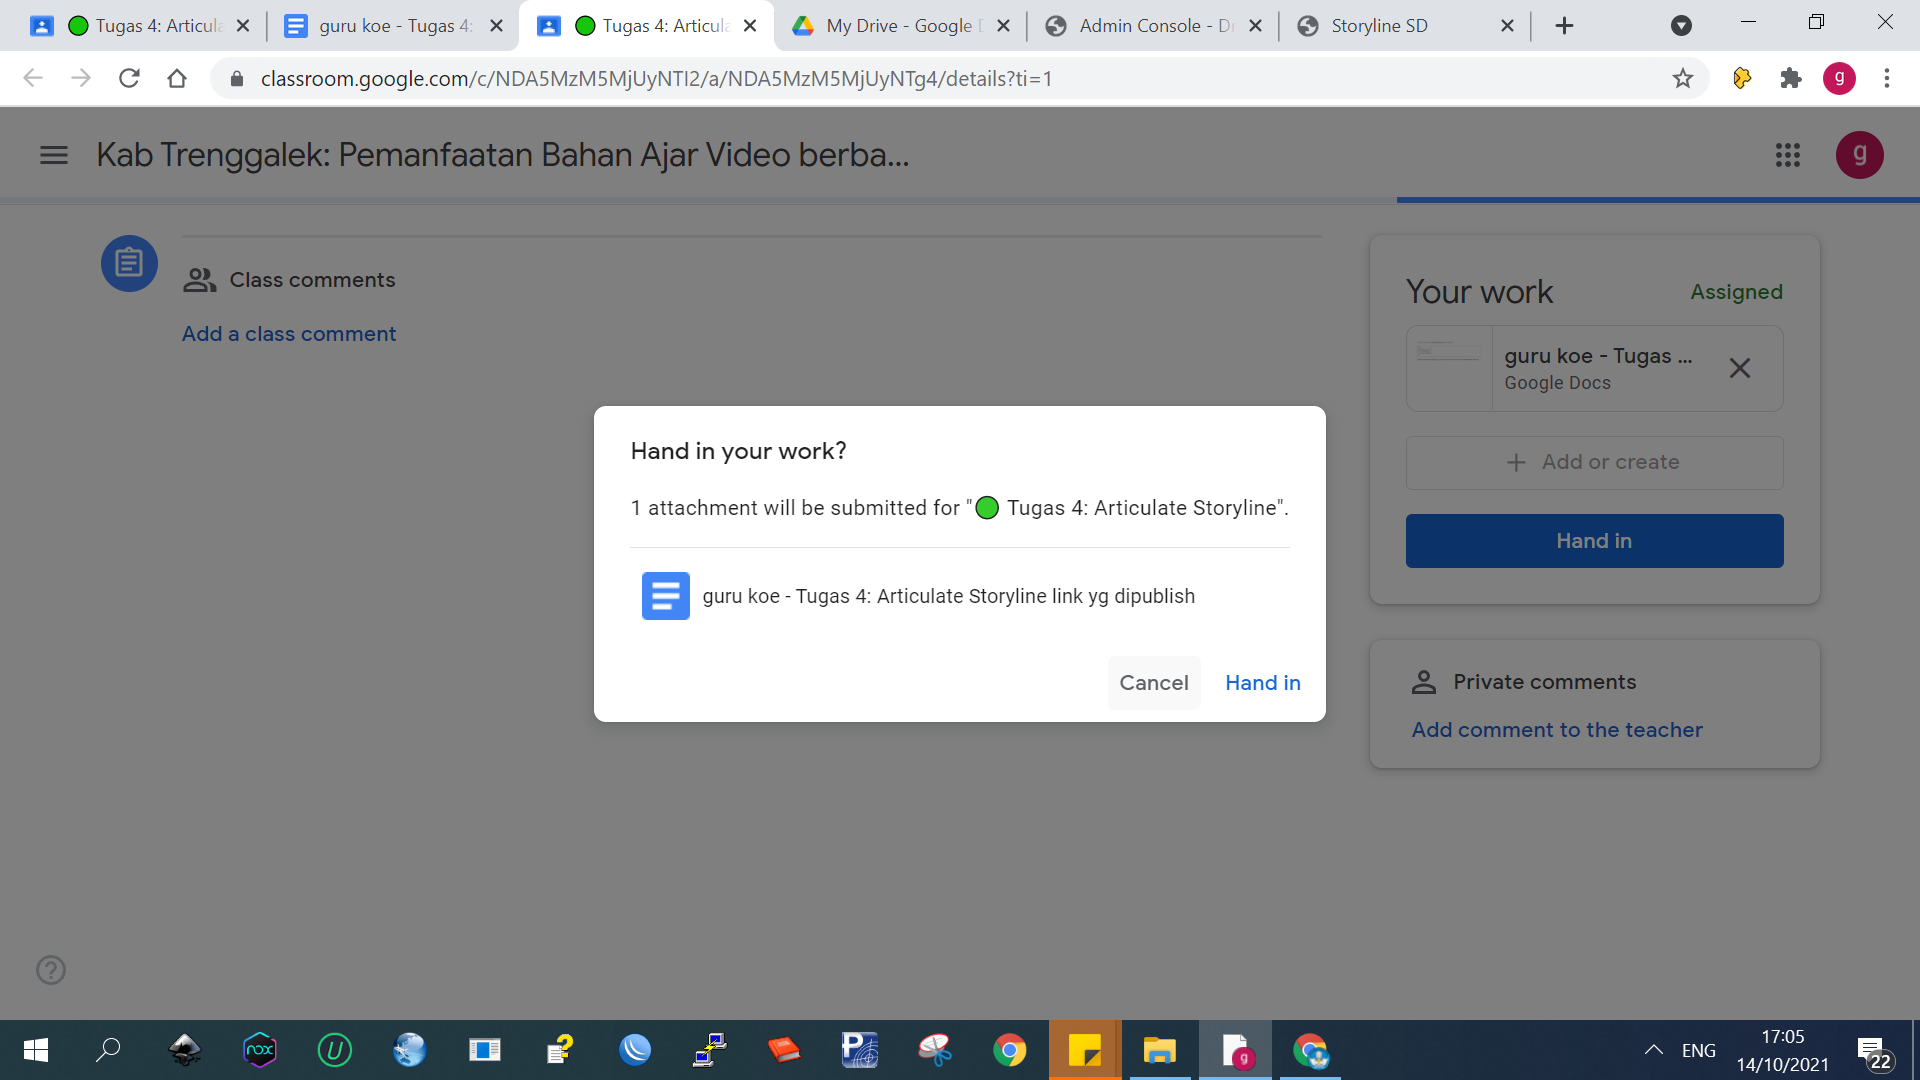 Tugas 4: Articula
guru koe - Tugas 4:
Tugas 4: Articula
My Drive - Google D
Admin Console - Dr
Storyline SD
classroom.google.com/c/NDA5MzM5MjUyNTI2/a/NDA5MzM5MjUyNTg4/details?ti=1
g
Kab Trenggalek: Pemanfaatan Bahan Ajar Video berba...
g
Class comments
Add a class comment
Your work
Assigned
guru koe - Tugas ...
Google Docs
Add or create
Hand in
Hand in your work?
1 attachment will be submitted for "🟢 Tugas 4: Articulate Storyline".
guru koe - Tugas 4: Articulate Storyline link yg dipublish
Cancel
Hand in
Private comments
Add comment to the teacher
nox
U
P
g
ENG
17:05
14/10/2021
22